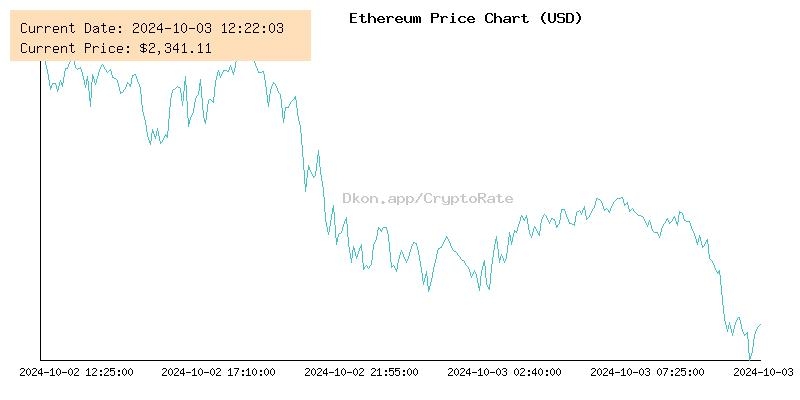 Ethereum Price Chart (USD)
Current Date: 2024-10-03 12:22:03
Current Price: $2,341.11
Dkon.app/CryptoRate
2024-10-02 12:25:00 2024-10-02 17:10:00 2024-10-02 21:55:00 2024-10-03 02:40:00 2024-10-03 07:25:00 2024-10-03